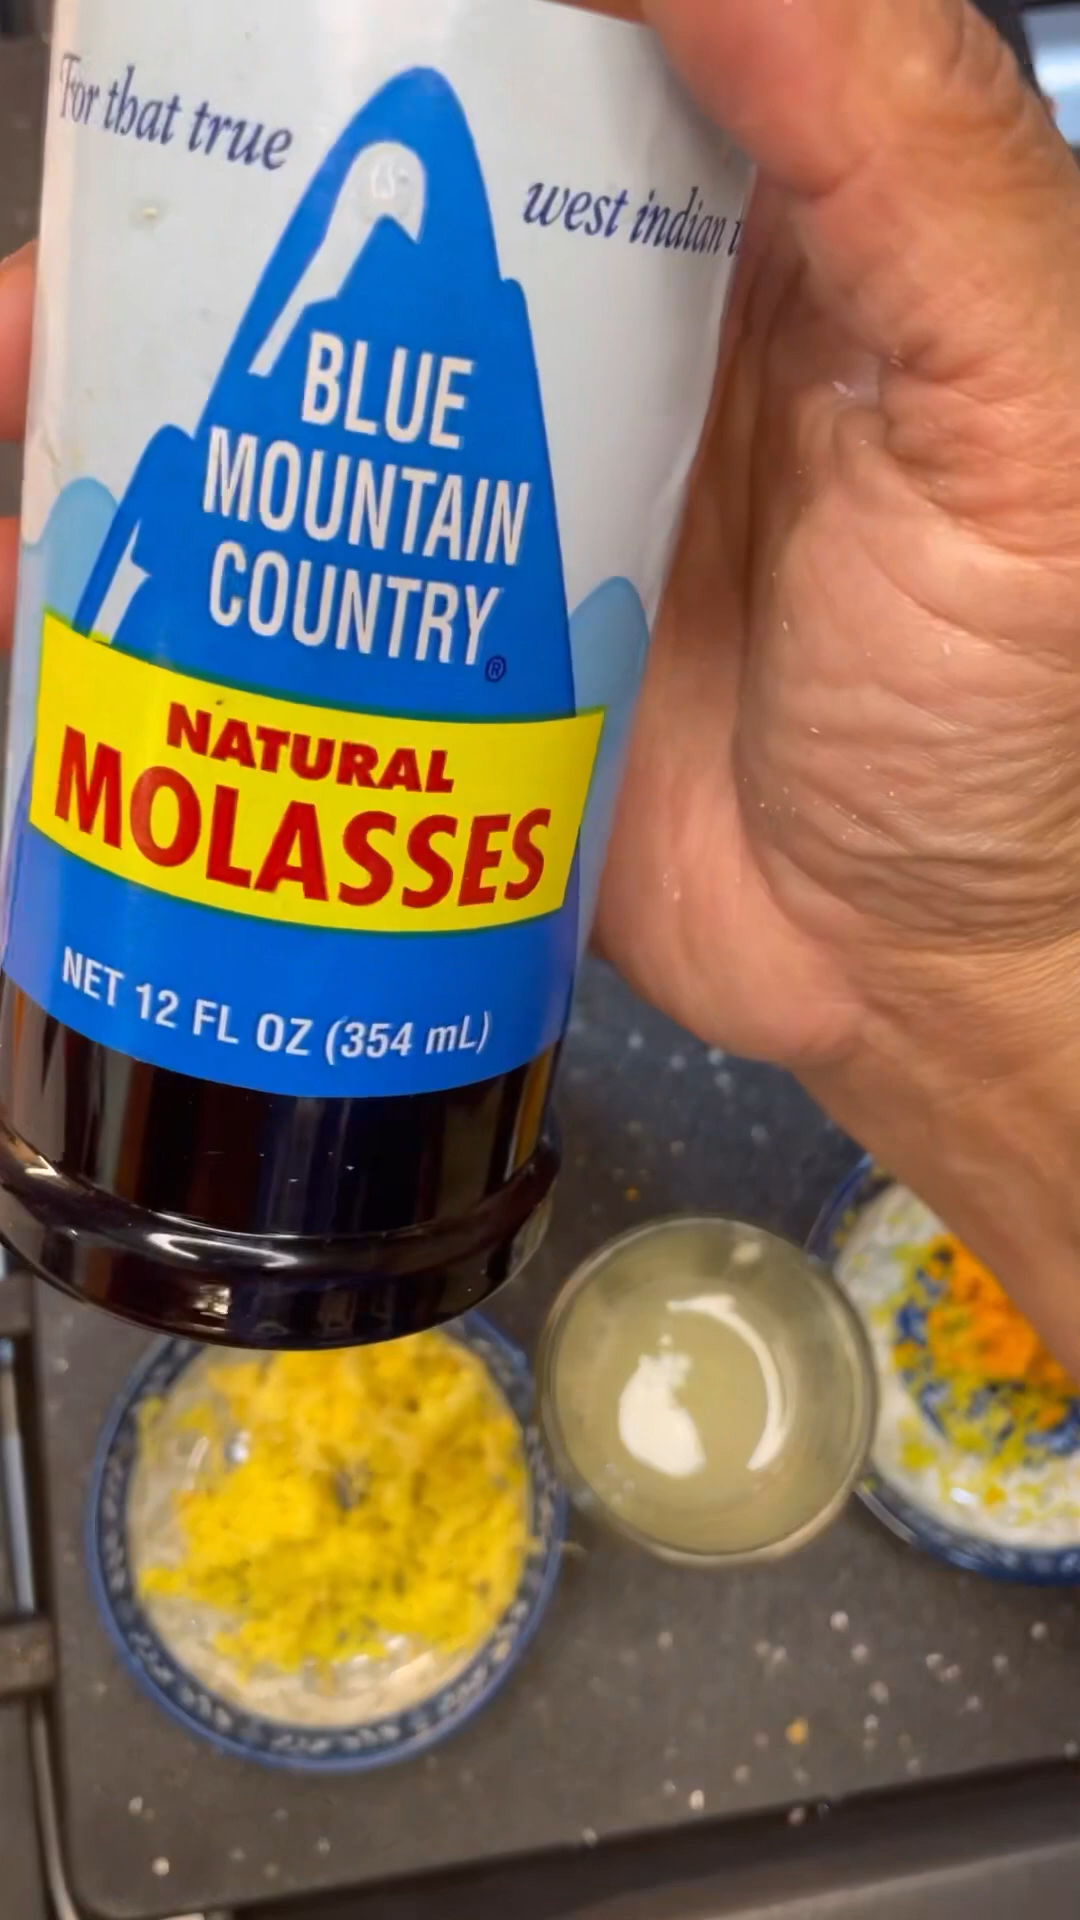 For that true
west indian
BLUE
MOUNTAIN
COUNTRY®
NATURAL
MOLASSES
NET 12 FL OZ (354 mL)